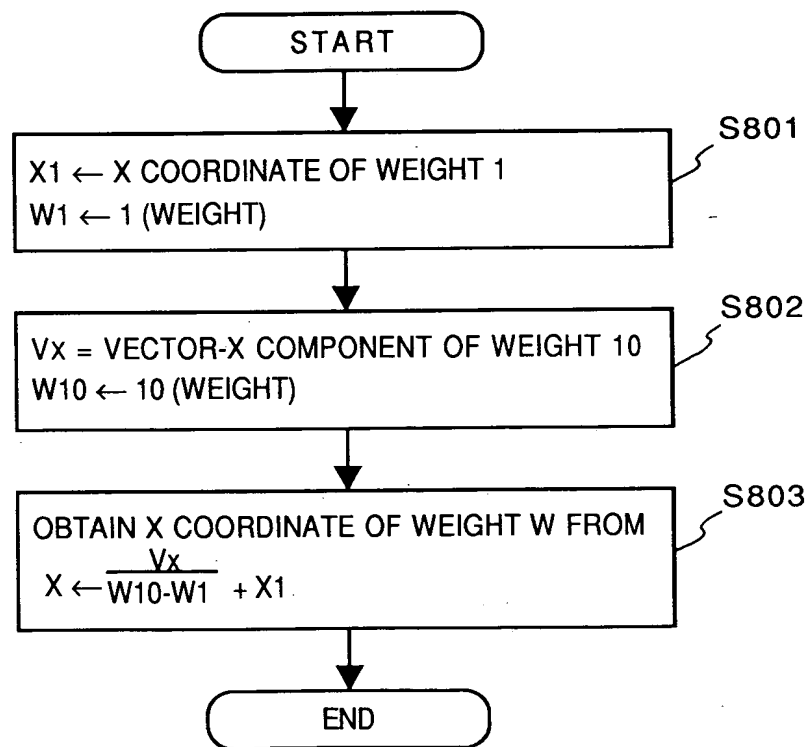 START
S801
X1 ← X COORDINATE OF WEIGHT 1
W1 ← 1 (WEIGHT)
S802
Vx = VECTOR-X COMPONENT OF WEIGHT 10
W10 ← 10 (WEIGHT)
S803
OBTAIN X COORDINATE OF WEIGHT W FROM
Vx
X ← W10-W1 + X1
END